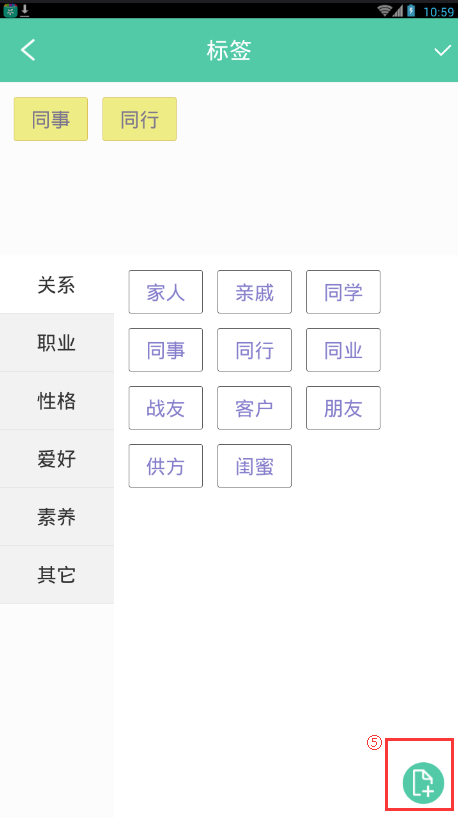 10:59
标签
同事 同行
关系 家人 亲戚 同学
职业 同事 同行 同业
性格 战友 客户 朋友
爱好 供方 闺蜜
素养
其它
⑤